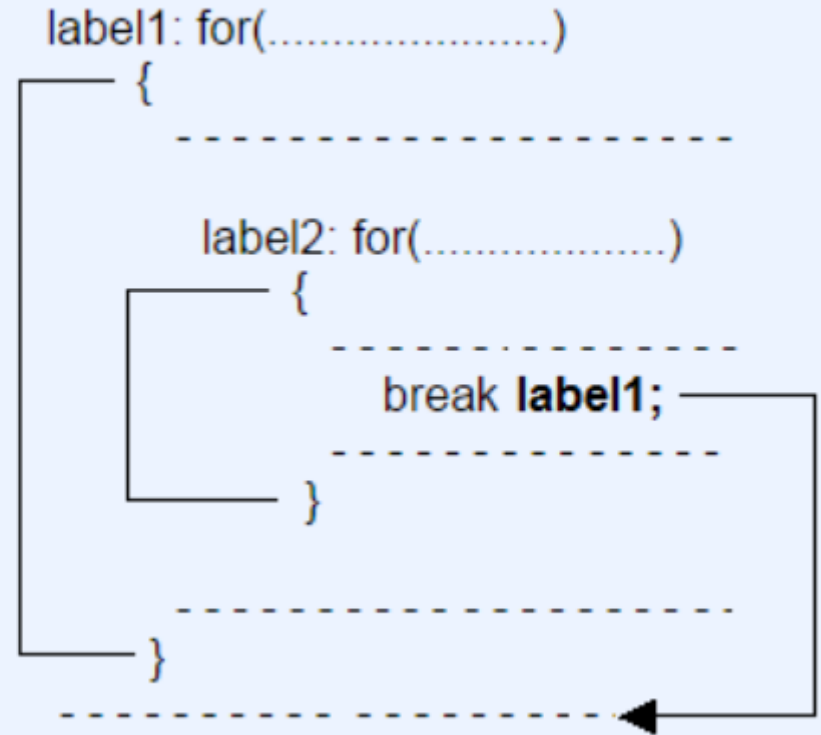 label1: for(......................)
{
- - - - - - - - - - - - - - - - - - - -
label2: for(...................)
{
- - - - - - - - - - - - - - -
break label1;
- - - - - - - - - - - - - -
}
- - - - - - - - - - - - - - - - - - - -
}
- - - - - - - - - - - - - - - - - - - -